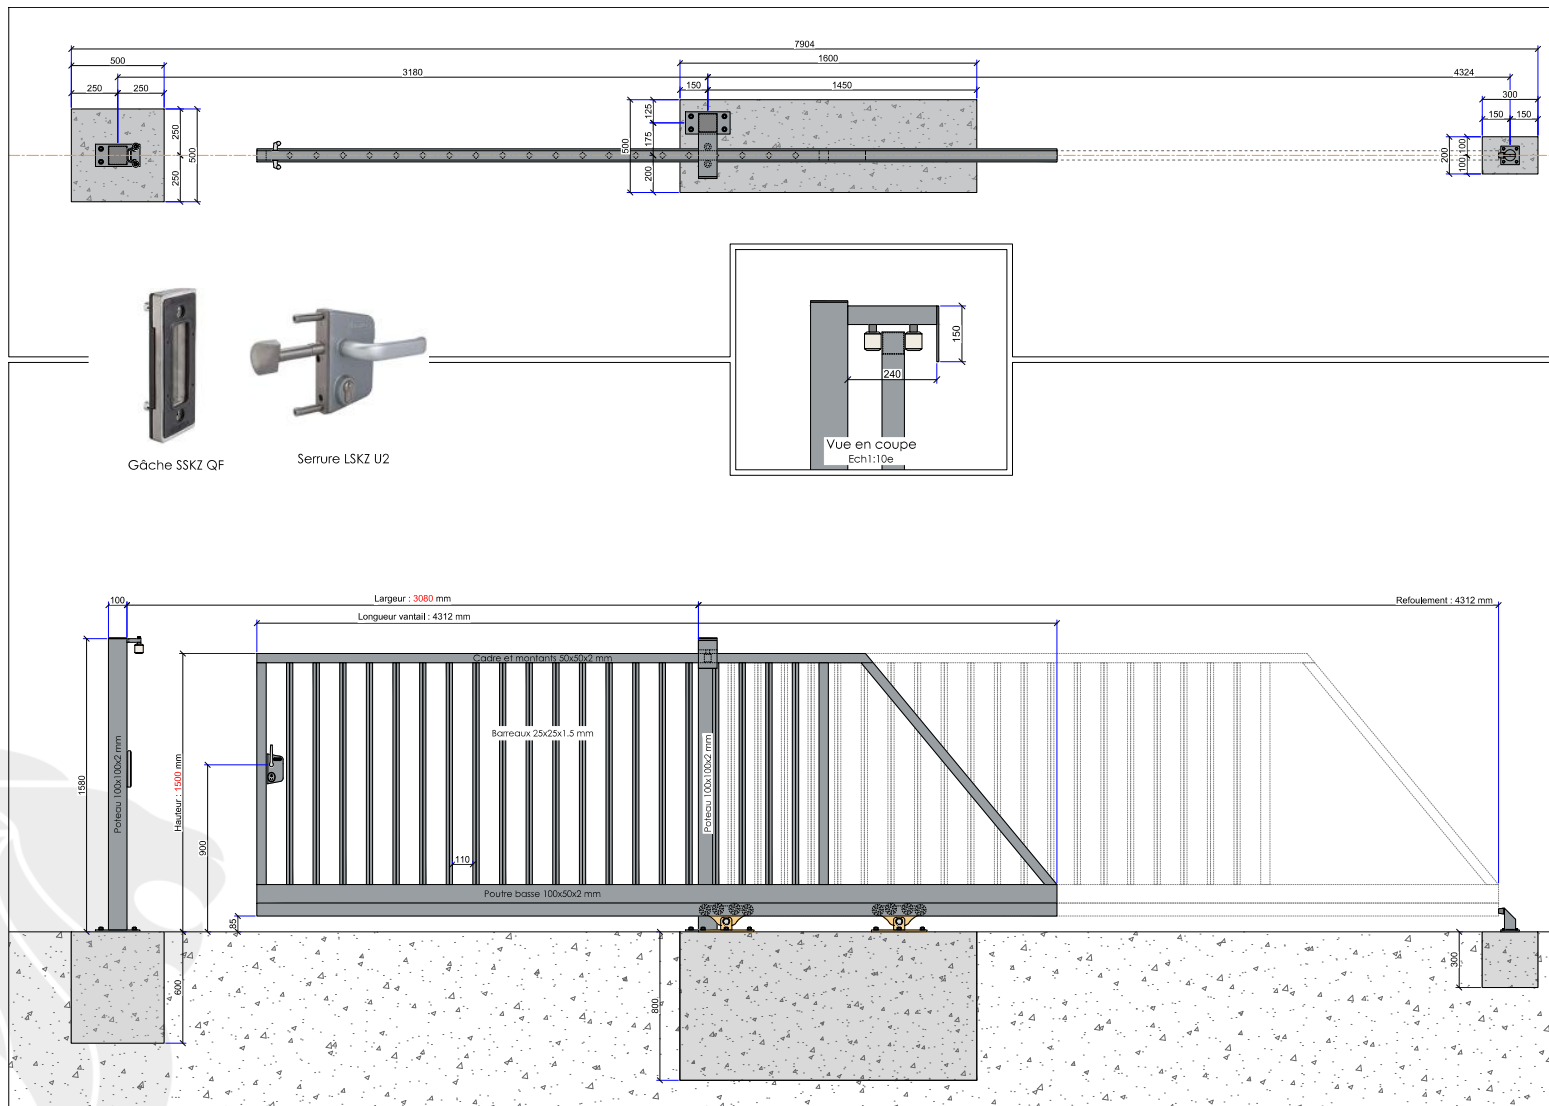 7904
500
1600
3180
4324
250
250
150
1450
300
150
150
125
175
200
500
250
250
500
200
100
100
150
240
Vue en coupe
Ech1:10e
Gâche SSKZ QF
Serrure LSKZ U2
100
Largeur : 3080 mm
Refoulement : 4312 mm
Longueur vantail : 4312 mm
Cadre et montants 50x50x2 mm
Barreaux 25x25x1.5 mm
Poteau 100x100x2 mm
Poteau 100x100x2 mm
1580
Hauteur : 1500 mm
900
110
Poutre basse 100x50x2 mm
85
600
800
300